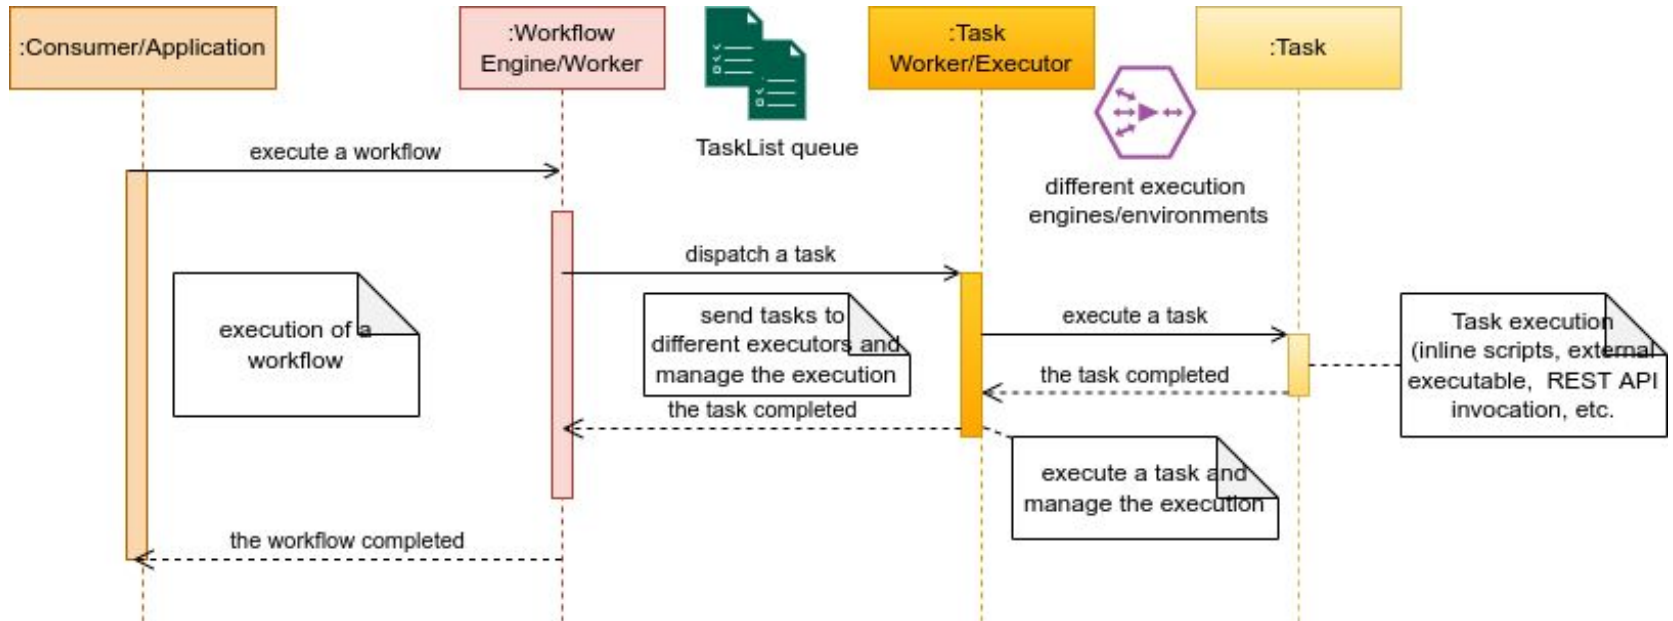 :Consumer/Application
:Workflow
Engine/Worker
TaskList queue
:Task
Worker/Executor
different execution
engines/environments
:Task
execute a workflow
dispatch a task
execution of a
workflow
send tasks to
different executors and
manage the execution
execute a task
Task execution
(inline scripts, external
executable, REST API
invocation, etc.
the task completed
the task completed
execute a task and
manage the execution
the workflow completed